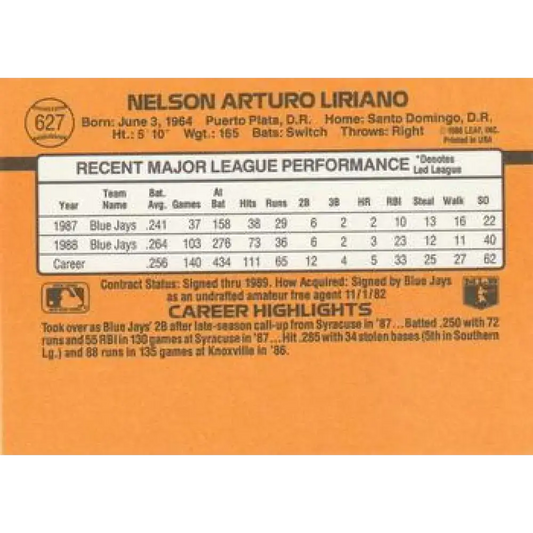 627
NELSON ARTURO LIRIANO
Born: June 3, 1964 Puerto Plata, D.R. Home: Santo Domingo, D.R.
Ht.: 5' 10" Wgt.: 165 Bats: Switch Throws: Right
© 1988 LEAF, INC.
Printed in USA
RECENT MAJOR LEAGUE PERFORMANCE *Denotes Led League
Year Team Name Bat. Avg. Games At Bat Hits Runs 2B 3B HR RBI Steal Walk SO
1987 Blue Jays .241 37 158 38 29 6 2 2 10 13 16 22
1988 Blue Jays .264 103 276 73 36 6 2 3 23 12 11 40
Career .256 140 434 111 65 12 4 5 33 25 27 62
Contract Status: Signed thru 1989. How Acquired: Signed by Blue Jays
as an undrafted amateur free agent 11/1/82
CAREER HIGHLIGHTS
Took over as Blue Jays' 2B after late-season call-up from Syracuse in '87...Batted .250 with 72
runs and 55 RBI in 130 games at Syracuse in '87...Hit .285 with 34 stolen bases (5th in Southern
Lg.) and 88 runs in 135 games at Knoxville in '86.